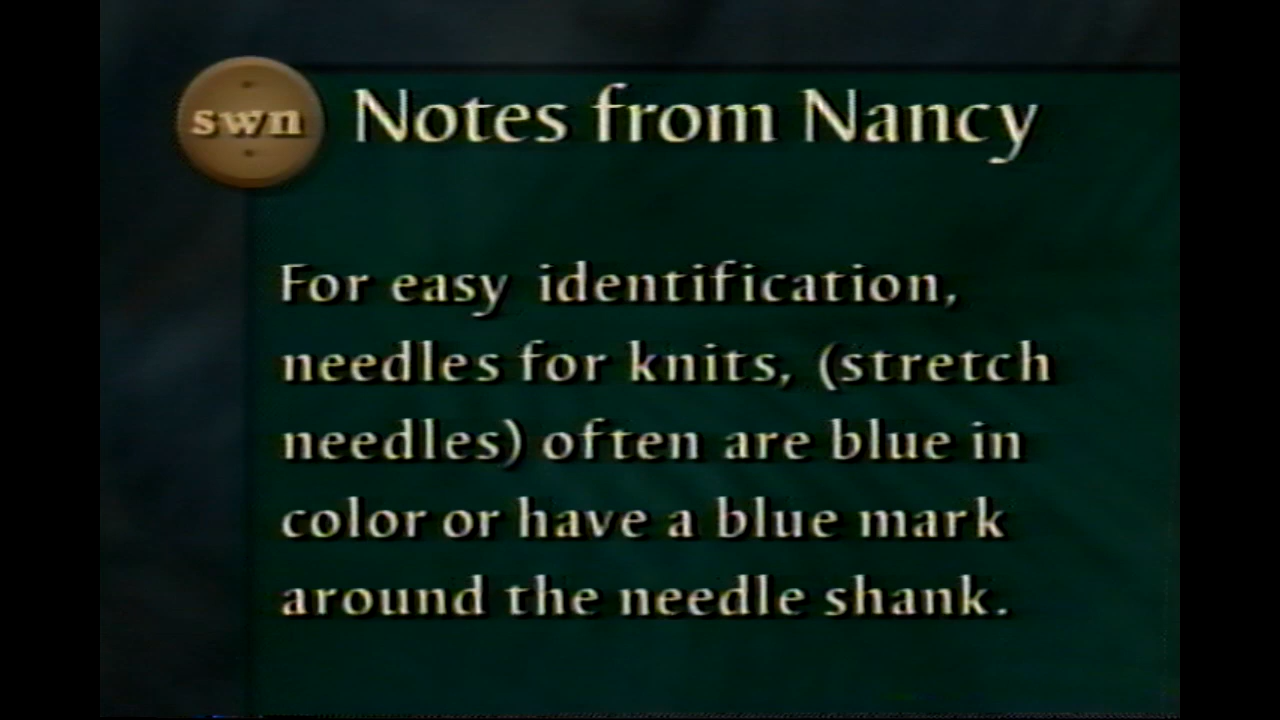 swn
Notes from Nancy
For easy identification,
needles for knits, (stretch
needles) often are blue in
color or have a blue mark
around the needle shank.